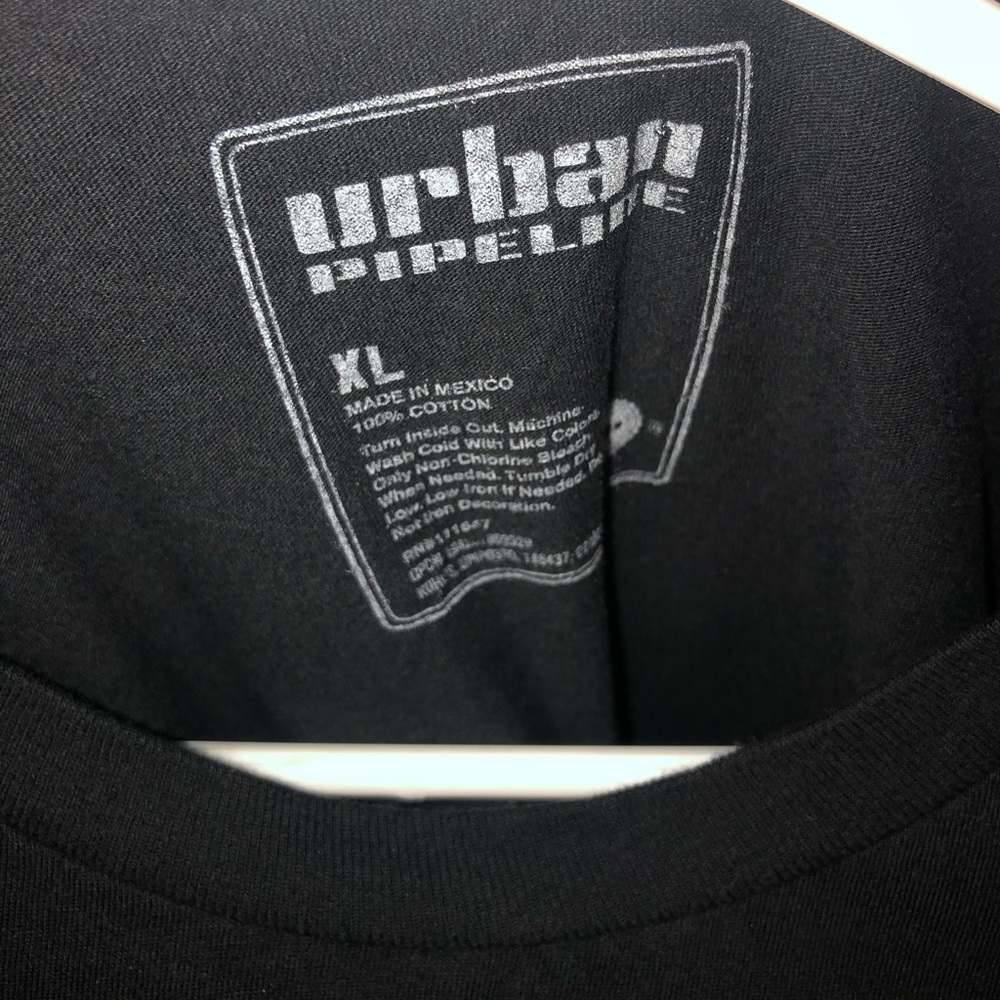 urban
PIPELINE
XL
MADE IN MEXICO
100% COTTON
Turn Inside Out. Machine
Wash Cold With Like Colors
Only Non-Chlorine Bleach
When Needed. Tumble Dry
Low. Low Iron If Needed. Do
Not Iron Decoration.